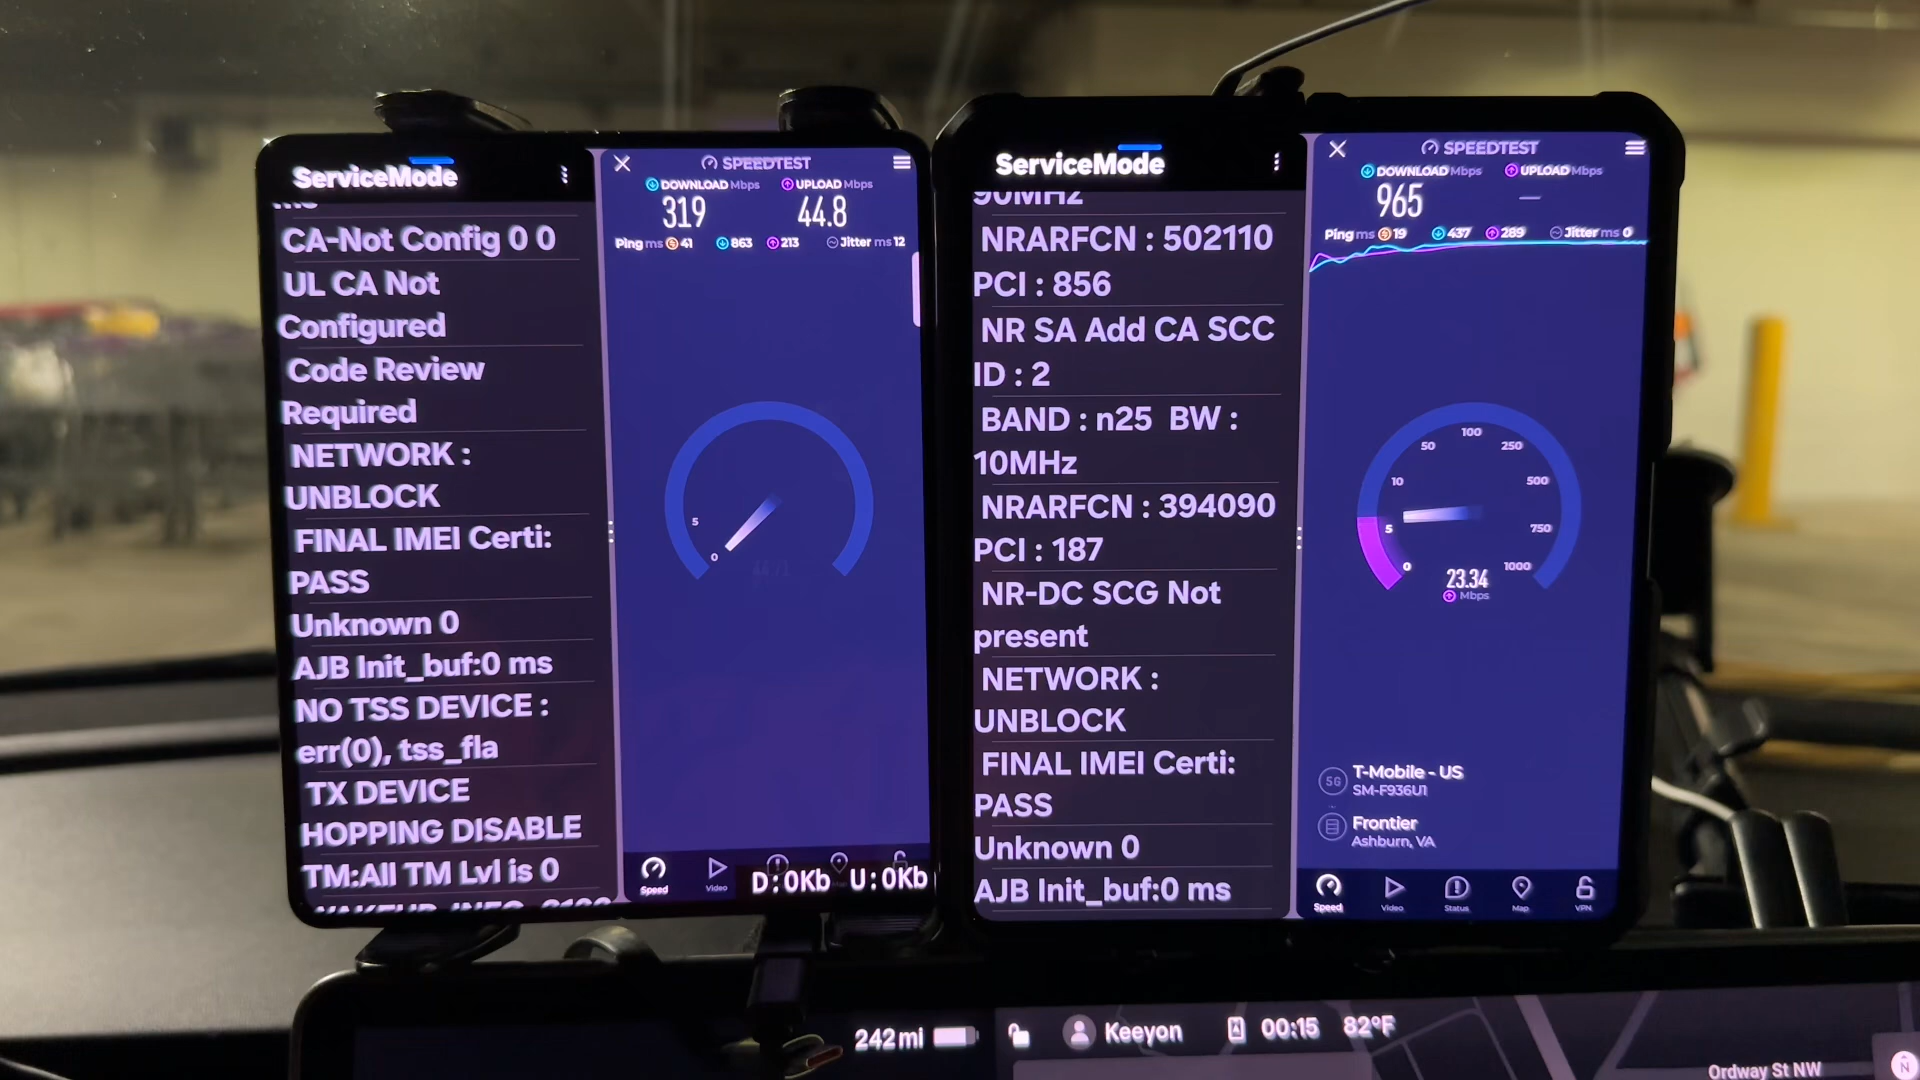 ServiceMode
CA-Not Config 0 0
UL CA Not
Configured
Code Review
Required
NETWORK :
UNBLOCK
FINAL IMEI Certi:
PASS
Unknown 0
AJB Init_buf:0 ms
NO TSS DEVICE :
err(0), tss_fla
TX DEVICE
HOPPING DISABLE
TM:All TM Lvl is 0
SPEEDTEST
DOWNLOAD Mbps UPLOAD Mbps
319 44.8
Ping ms 41 863 213 Jitter ms 12
5
0
Speed Video
D:0Kb U:0Kb
ServiceMode
90MHz
NRARFCN : 502110
PCI : 856
NR SA Add CA SCC
ID : 2
BAND : n25 BW :
10MHz
NRARFCN : 394090
PCI : 187
NR-DC SCG Not
present
NETWORK :
UNBLOCK
FINAL IMEI Certi:
PASS
Unknown 0
AJB Init_buf:0 ms
SPEEDTEST
DOWNLOAD Mbps UPLOAD Mbps
965 —
Ping ms 19 437 289 Jitter ms 0
100
50 250
10 500
5 750
0 1000
23.34
Mbps
5G T-Mobile - US
SM-F936U1
Frontier
Ashburn, VA
Speed Video Status Map VPN
242 mi Keeyon 00:15 82°F
Ordway St NW
N